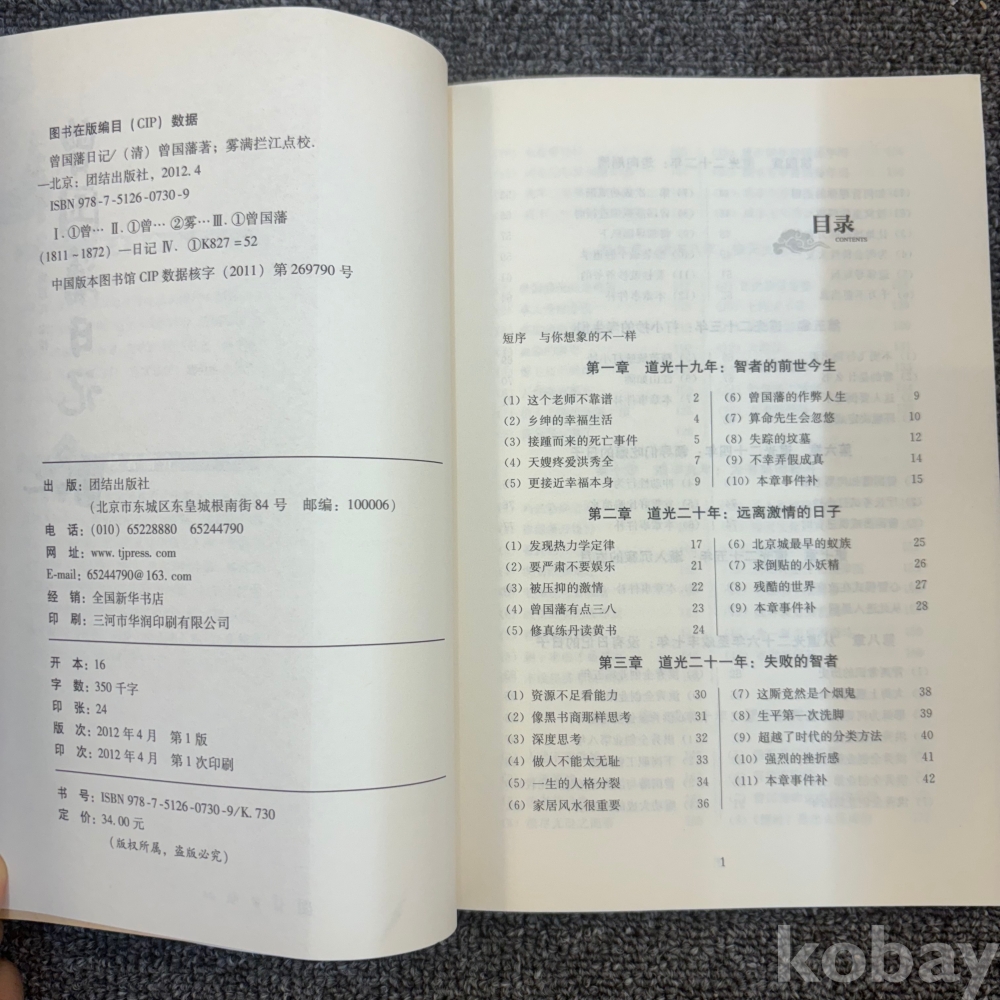 图书在版编目（CIP）数据
曾国藩日记/（清）曾国藩著；雾满拦江点校.
—北京：团结出版社，2012.4
ISBN 978-7-5126-0730-9
Ⅰ.①曾… Ⅱ.①曾… ②雾… Ⅲ.①曾国藩
(1811-1872)—日记 Ⅳ.①K827=52
中国版本图书馆CIP数据核字（2011）第269790号
出 版：团结出版社
（北京市东城区东皇城根南街84号 邮编：100006）
电 话：(010) 65228880 65244790
网 址：www.tjpress.com
E-mail：65244790@163.com
经 销：全国新华书店
印 刷：三河市华润印刷有限公司
开 本：16
字 数：350千字
印 张：24
版 次：2012年4月 第1版
印 次：2012年4月 第1次印刷
书 号：ISBN 978-7-5126-0730-9/K.730
定 价：34.00元
（版权所属，盗版必究）
目录
CONTENTS
短序 与你想象的不一样
第一章 道光十九年：智者的前世今生
（1）这个老师不靠谱 2
（2）乡绅的幸福生活 4
（3）接踵而来的死亡事件 5
（4）天嫂疼爱洪秀全 7
（5）更接近幸福本身 9
（6）曾国藩的作弊人生 9
（7）算命先生会忽悠 10
（8）失踪的坟墓 12
（9）不幸弄假成真 14
（10）本章事件补 15
第二章 道光二十年：远离激情的日子
（1）发现热力学定律 17
（2）要严肃不要娱乐 21
（3）被压抑的激情 22
（4）曾国藩有点三八 23
（5）修真练丹读黄书 24
（6）北京城最早的蚁族 25
（7）求倒贴的小妖精 26
（8）残酷的世界 27
（9）本章事件补 28
第三章 道光二十一年：失败的智者
（1）资源不足看能力 30
（2）像黑书商那样思考 31
（3）深度思考 32
（4）做人不能太无耻 33
（5）一生的人格分裂 34
（6）家居风水很重要 36
（7）这厮竟然是个烟鬼 38
（8）生平第一次洗脚 39
（9）超越了时代的分类方法 40
（10）强烈的挫折感 41
（11）本章事件补 42
1
kobay